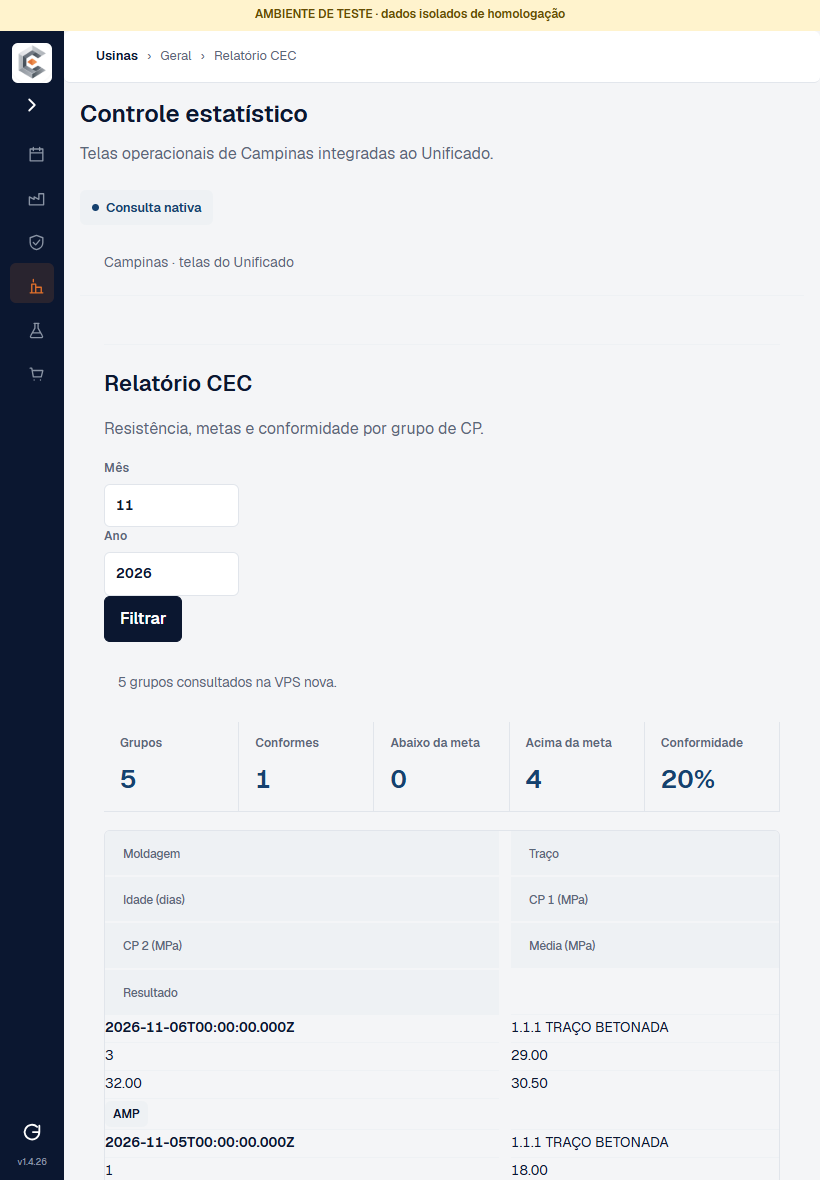 AMBIENTE DE TESTE · dados isolados de homologação
Usinas › Geral › Relatório CEC
Controle estatístico
Telas operacionais de Campinas integradas ao Unificado.
Consulta nativa
Campinas · telas do Unificado
Relatório CEC
Resistência, metas e conformidade por grupo de CP.
Mês
11
Ano
2026
Filtrar
5 grupos consultados na VPS nova.
Grupos Conformes Abaixo da meta Acima da meta Conformidade
5 1 0 4 20%
Moldagem Traço
Idade (dias) CP 1 (MPa)
CP 2 (MPa) Média (MPa)
Resultado
2026-11-06T00:00:00.000Z 1.1.1 TRAÇO BETONADA
3 29.00
32.00 30.50
AMP
2026-11-05T00:00:00.000Z 1.1.1 TRAÇO BETONADA
1 18.00
v1.4.26